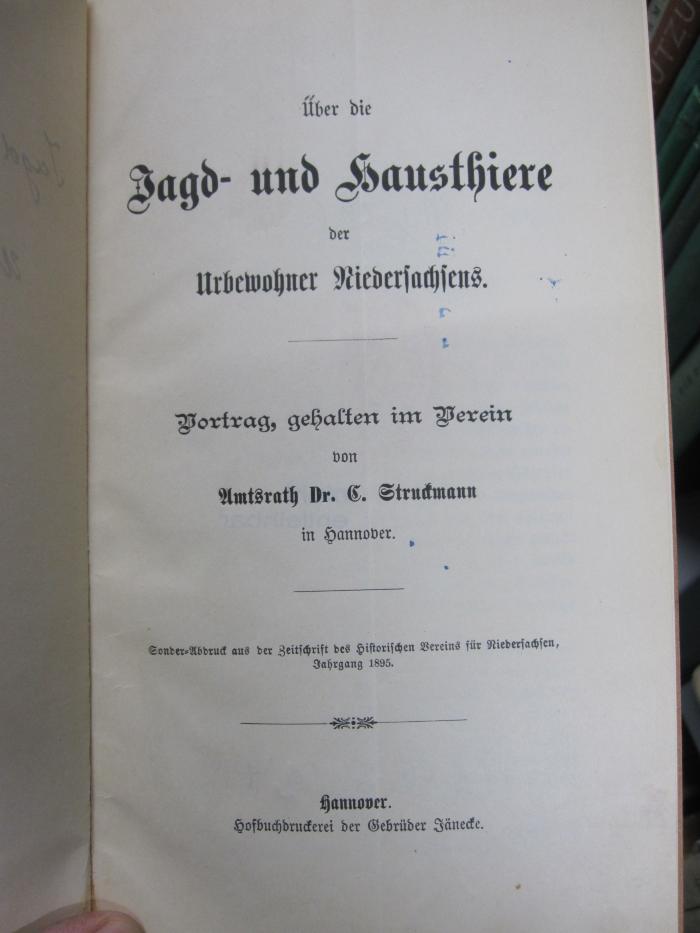 Über die
Jagd- und Hausthiere
der
Urbewohner Niedersachsens.
Vortrag, gehalten im Verein
von
Amtsrath Dr. C. Struckmann
in Hannover.
Sonder-Abdruck aus der Zeitschrift des Historischen Vereins für Niedersachsen,
Jahrgang 1895.
Hannover.
Hofbuchdruckerei der Gebrüder Jänecke.